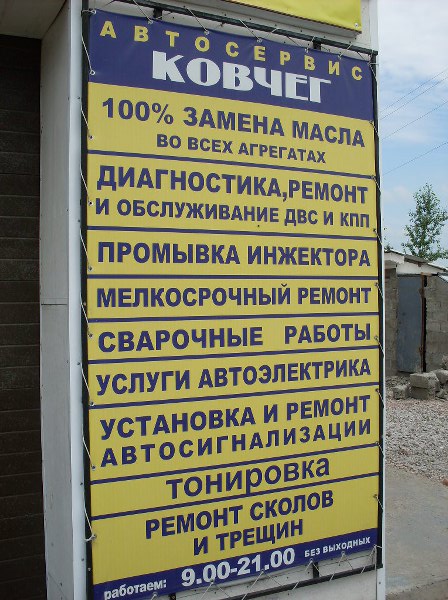 АВТОСЕРВИС
КОВЧЕГ
100% ЗАМЕНА МАСЛА
ВО ВСЕХ АГРЕГАТАХ
ДИАГНОСТИКА,РЕМОНТ
И ОБСЛУЖИВАНИЕ ДВС И КПП
ПРОМЫВКА ИНЖЕКТОРА
МЕЛКОСРОЧНЫЙ РЕМОНТ
СВАРОЧНЫЕ РАБОТЫ
УСЛУГИ АВТОЭЛЕКТРИКА
УСТАНОВКА И РЕМОНТ
АВТОСИГНАЛИЗАЦИИ
ТОНИРОВКА
РЕМОНТ СКОЛОВ
И ТРЕЩИН
работаем: 9.00-21.00 БЕЗ ВЫХОДНЫХ